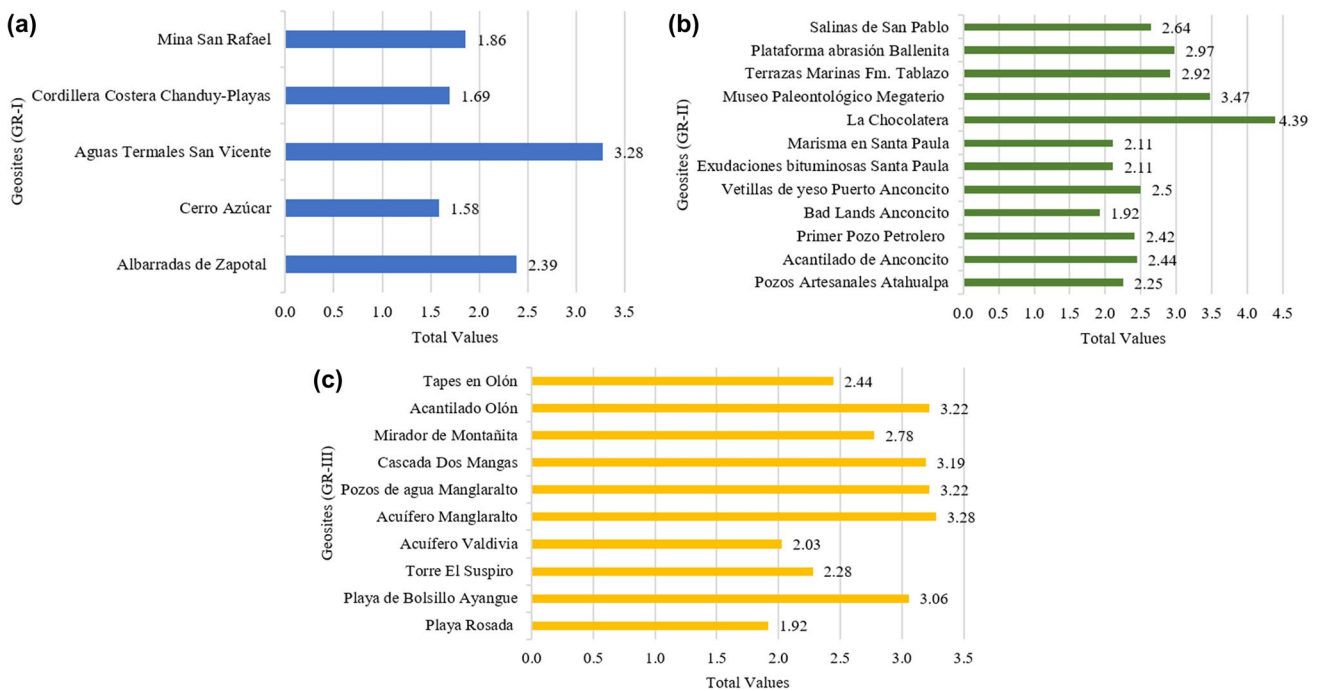 (a)
Geosites (GR-I)
Mina San Rafael 1.86
Cordillera Costera Chanduy-Playas 1.69
Aguas Termales San Vicente 3.28
Cerro Azúcar 1.58
Albarradas de Zapotal 2.39
0.0 0.5 1.0 1.5 2.0 2.5 3.0 3.5
Total Values
(b)
Geosites (GR-II)
Salinas de San Pablo 2.64
Plataforma abrasión Ballenita 2.97
Terrazas Marinas Fm. Tablazo 2.92
Museo Paleontológico Megaterio 3.47
La Chocolatera 4.39
Marisma en Santa Paula 2.11
Exudaciones bituminosas Santa Paula 2.11
Vetillas de yeso Puerto Anconcito 2.5
Bad Lands Anconcito 1.92
Primer Pozo Petrolero 2.42
Acantilado de Anconcito 2.44
Pozos Artesanales Atahualpa 2.25
0.0 0.5 1.0 1.5 2.0 2.5 3.0 3.5 4.0 4.5
Total Values
(c)
Geosites (GR-III)
Tapes en Olón 2.44
Acantilado Olón 3.22
Mirador de Montañita 2.78
Cascada Dos Mangas 3.19
Pozos de agua Manglaralto 3.22
Acuífero Manglaralto 3.28
Acuífero Valdivia 2.03
Torre El Suspiro 2.28
Playa de Bolsillo Ayangue 3.06
Playa Rosada 1.92
0.0 0.5 1.0 1.5 2.0 2.5 3.0 3.5
Total Values